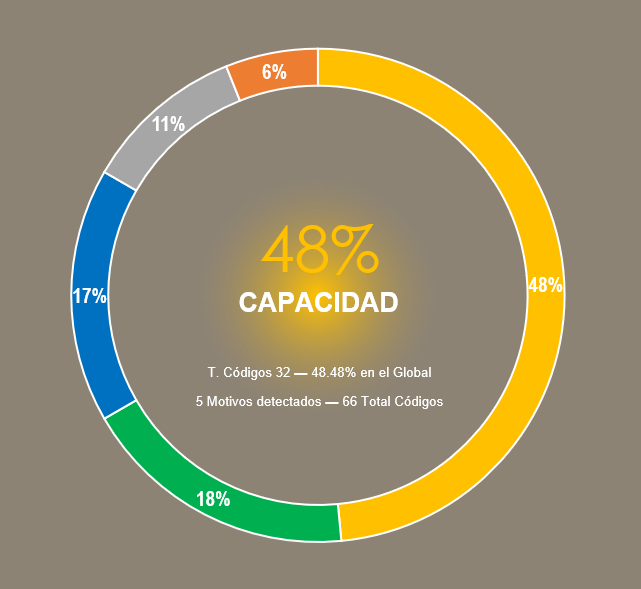 6%
11%
48%
48%
17%
CAPACIDAD
T. Códigos 32 — 48.48% en el Global
5 Motivos detectados — 66 Total Códigos
18%